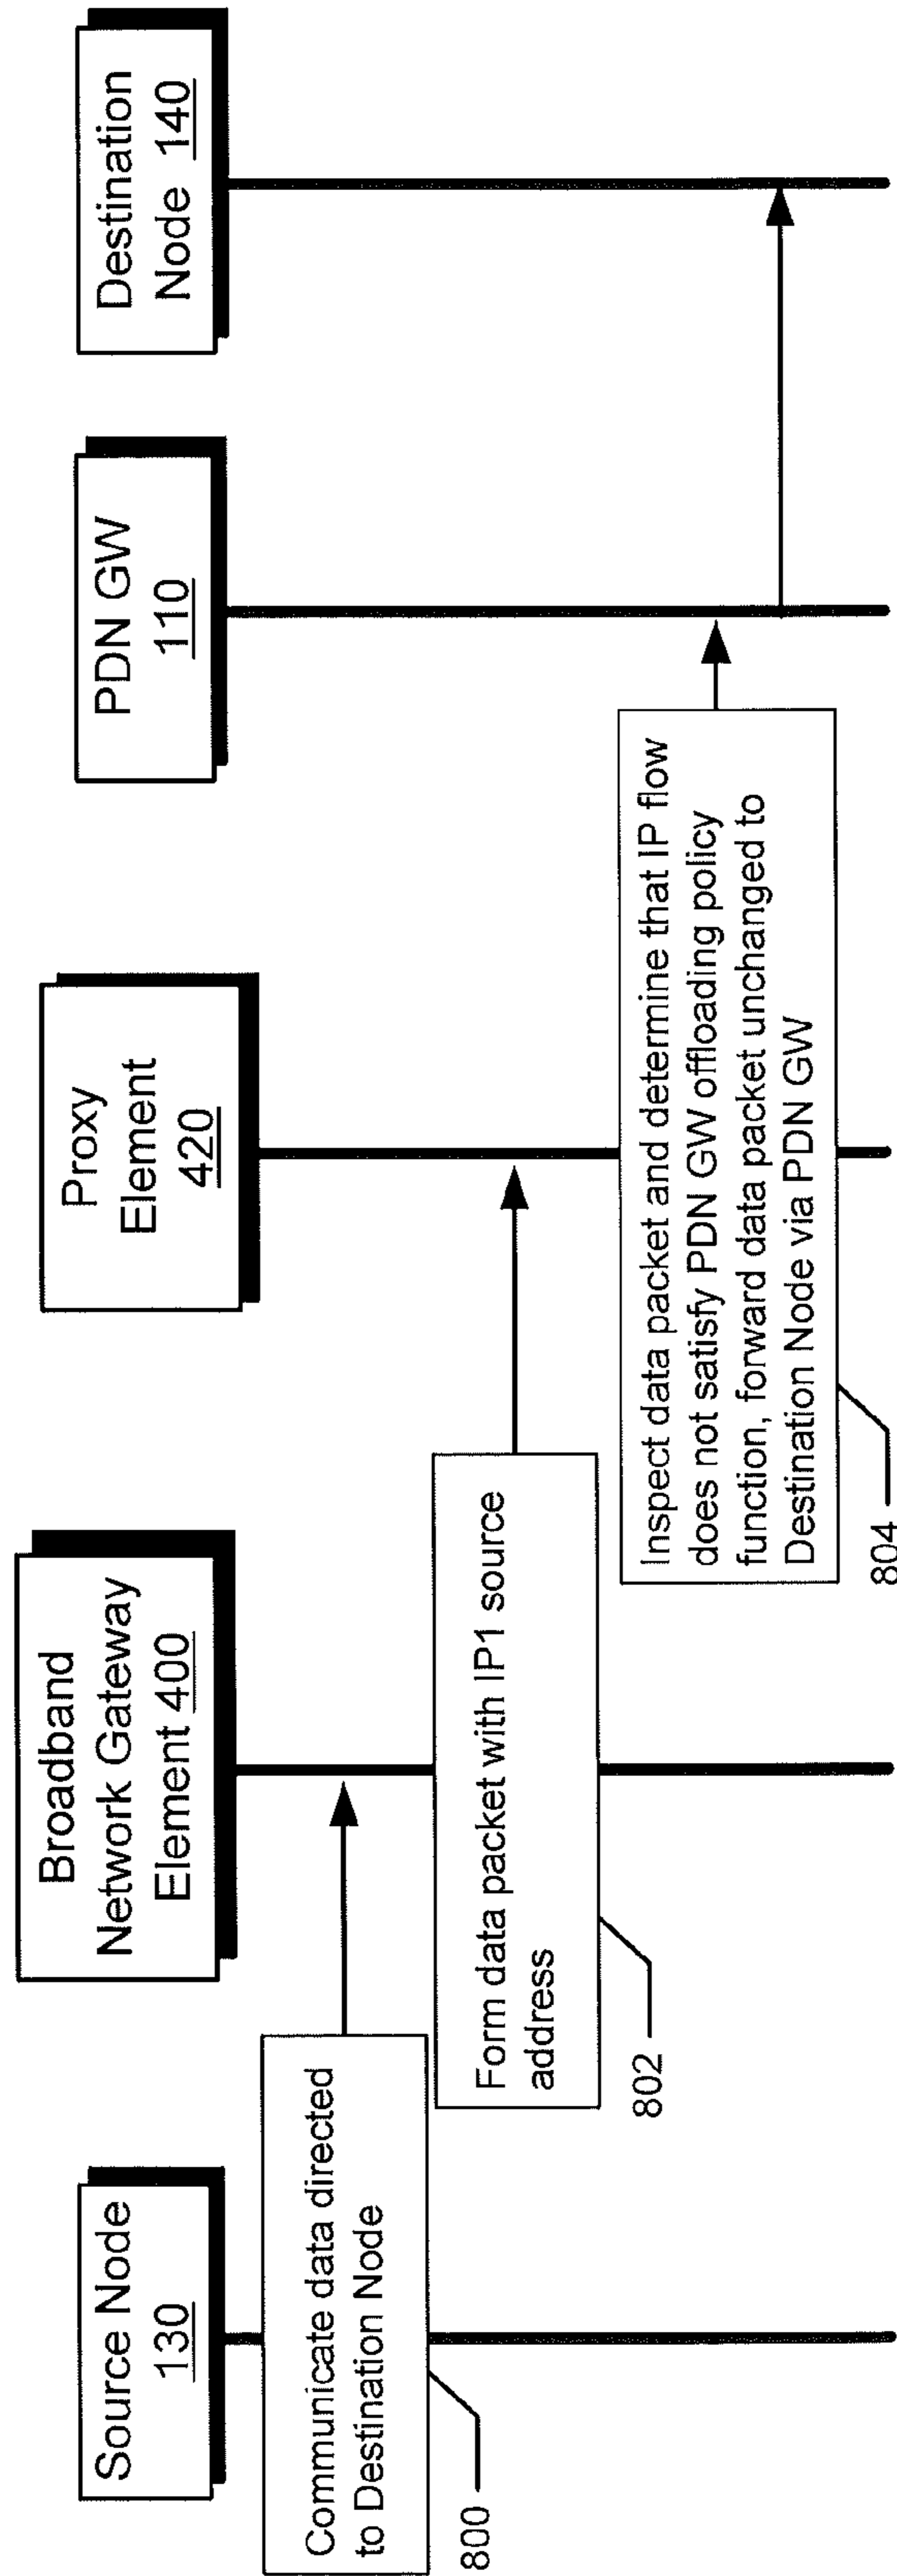 Source Node
130
Broadband
Network Gateway
Element 400
Proxy
Element
420
PDN GW
110
Destination
Node 140
Communicate data directed
to Destination Node
800
Form data packet with IP1 source
address
802
Inspect data packet and determine that IP flow
does not satisfy PDN GW offloading policy
function, forward data packet unchanged to
Destination Node via PDN GW
804